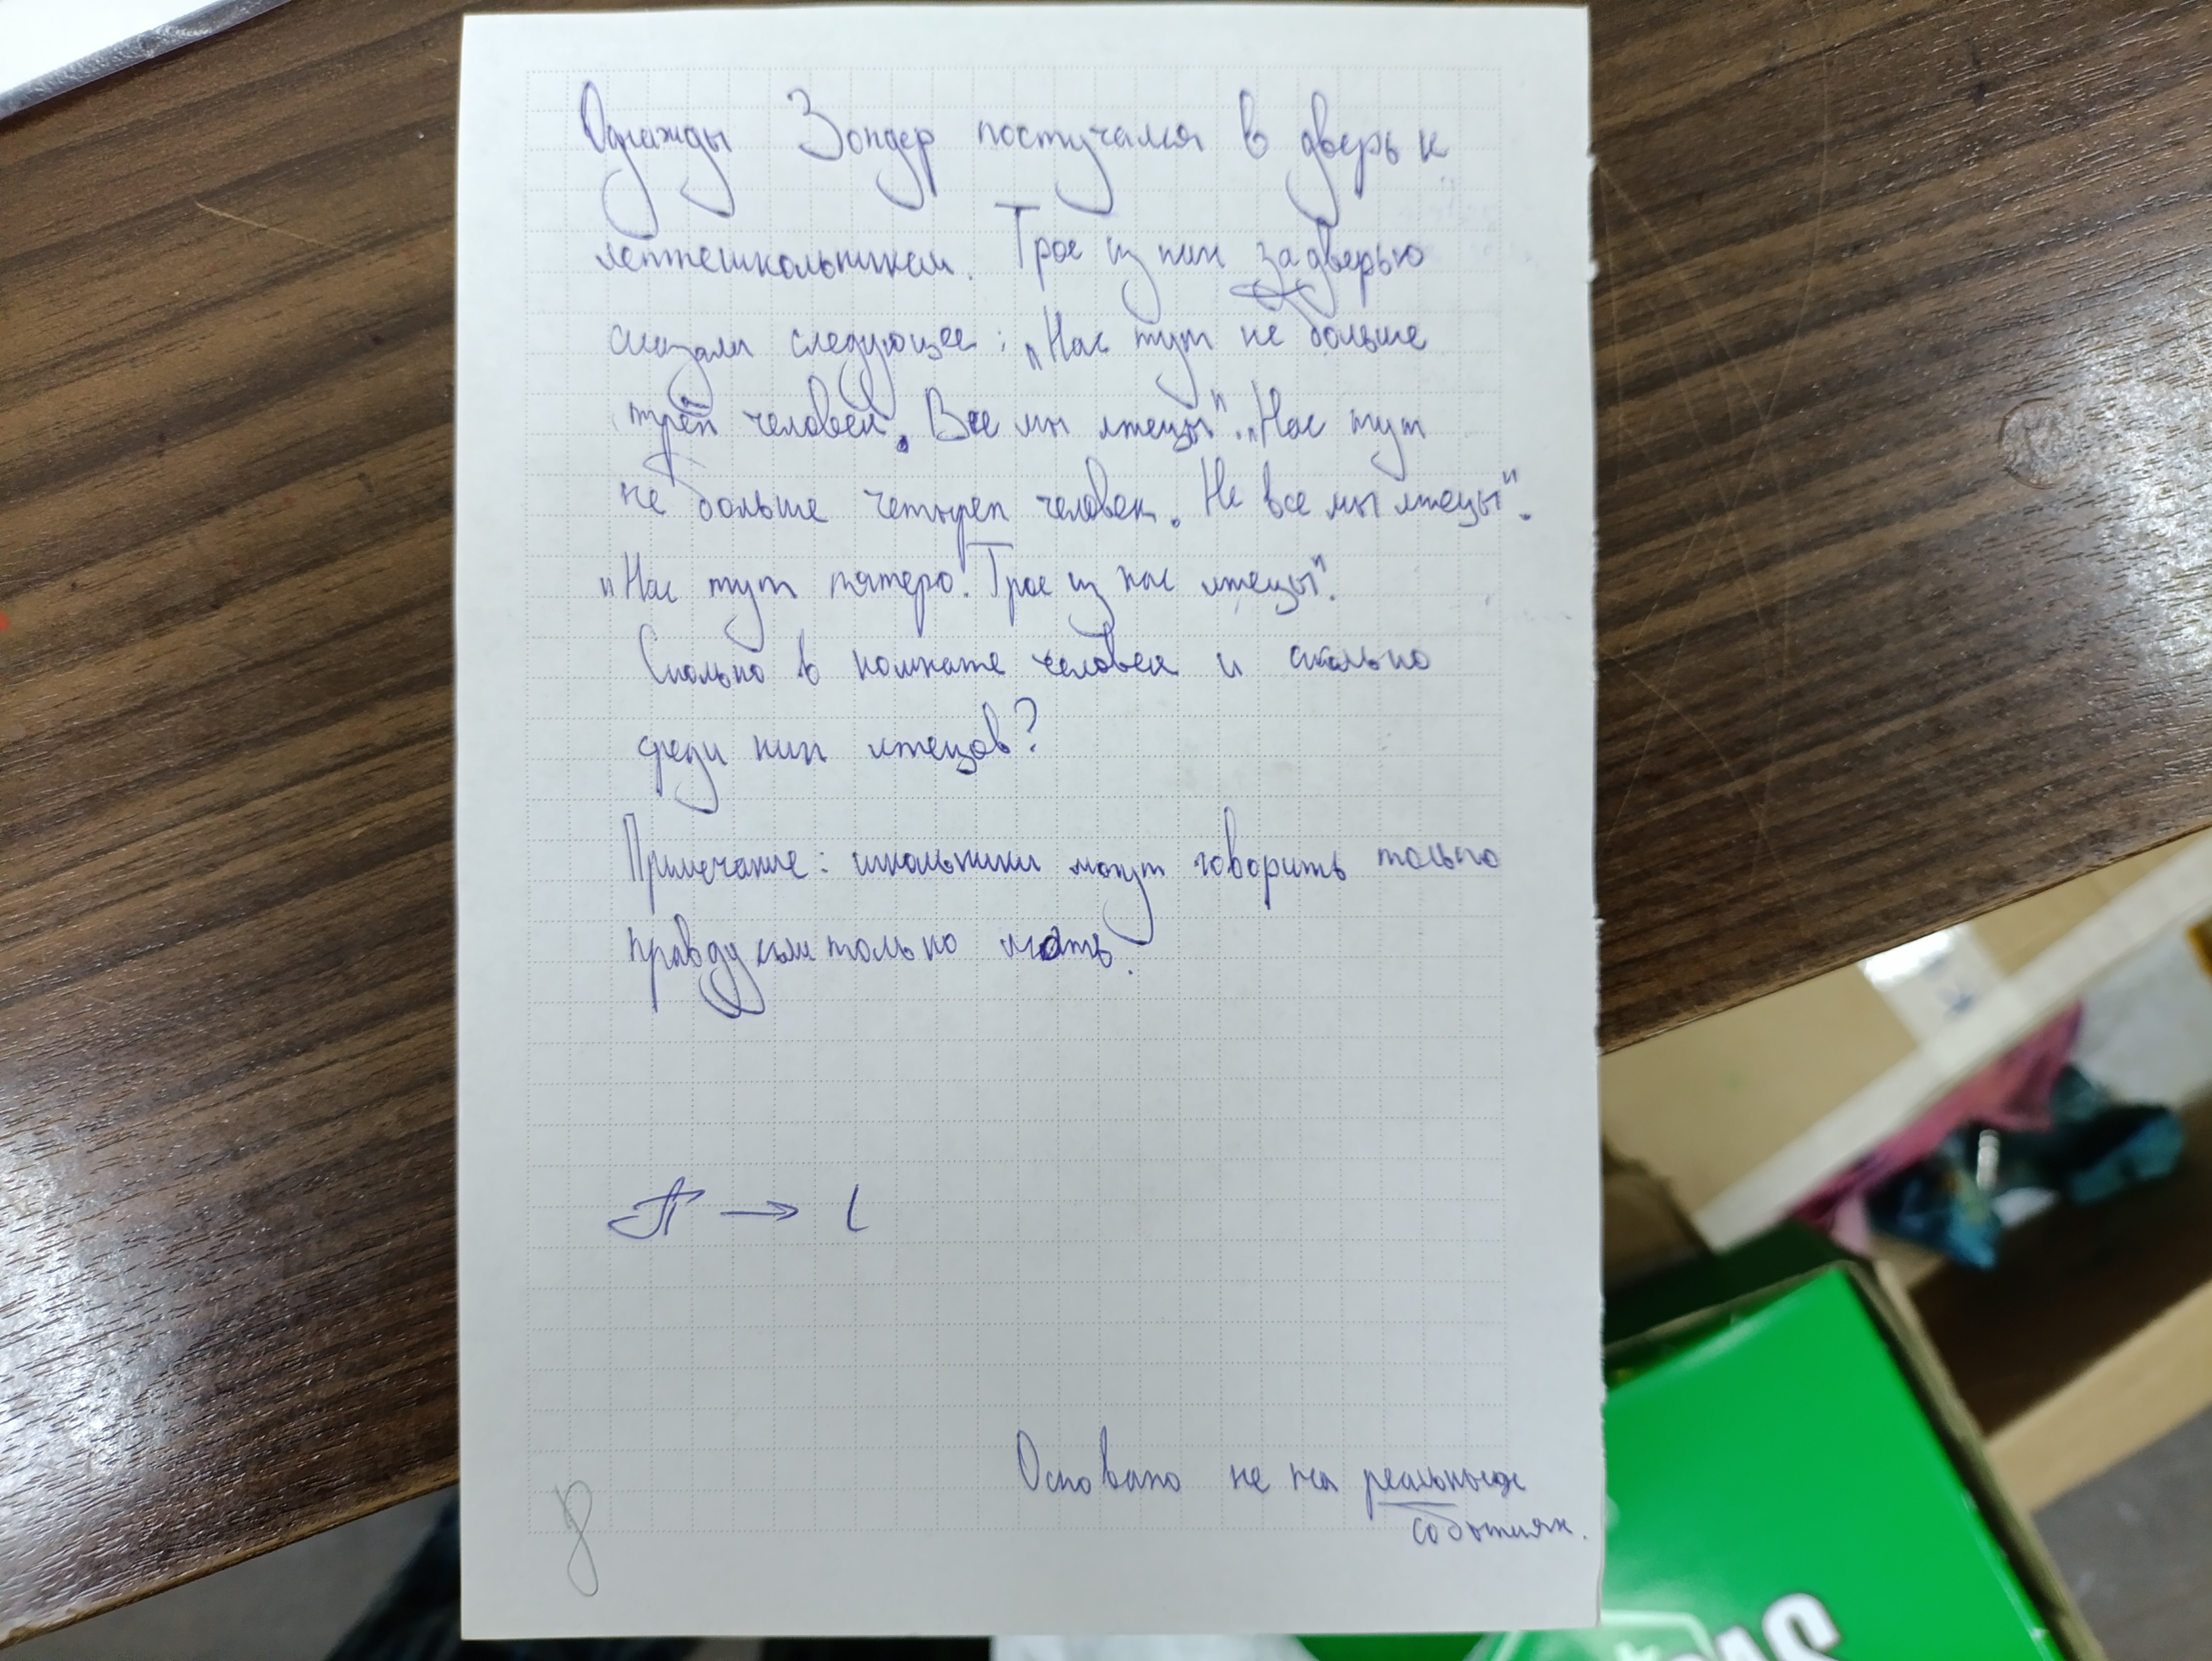 Однажды Зондер постучался в дверь к
летнешкольникам. Трое из них за дверью
сказали следующее: „Нас тут не больше
трёх человек. Все мы лжецы". „Нас тут
не больше четырех человек. Не все мы лжецы".
„Нас тут пятеро. Трое из нас лжецы".
Сколько в комнате человек и сколько
среди них лжецов?
Примечание: школьники могут говорить только
правду или только лгать.
Л → L
Основано не на реальных
событиях.
8
AS